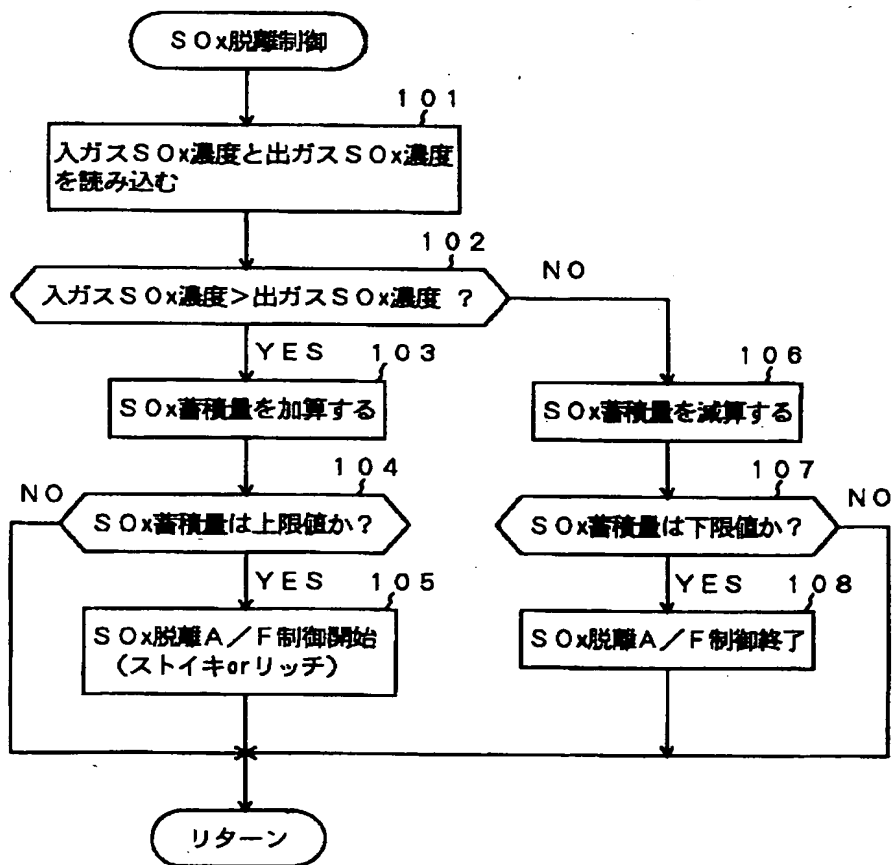 SOx脱離制御
101
入ガスSOx濃度と出ガスSOx濃度
を読み込む
102
入ガスSOx濃度>出ガスSOx濃度 ?
NO
YES
103
SOx蓄積量を加算する
106
SOx蓄積量を減算する
104
NO
SOx蓄積量は上限値か?
107
NO
SOx蓄積量は下限値か?
YES
105
SOx脱離A/F制御開始
(ストイキorリッチ)
YES
108
SOx脱離A/F制御終了
リターン